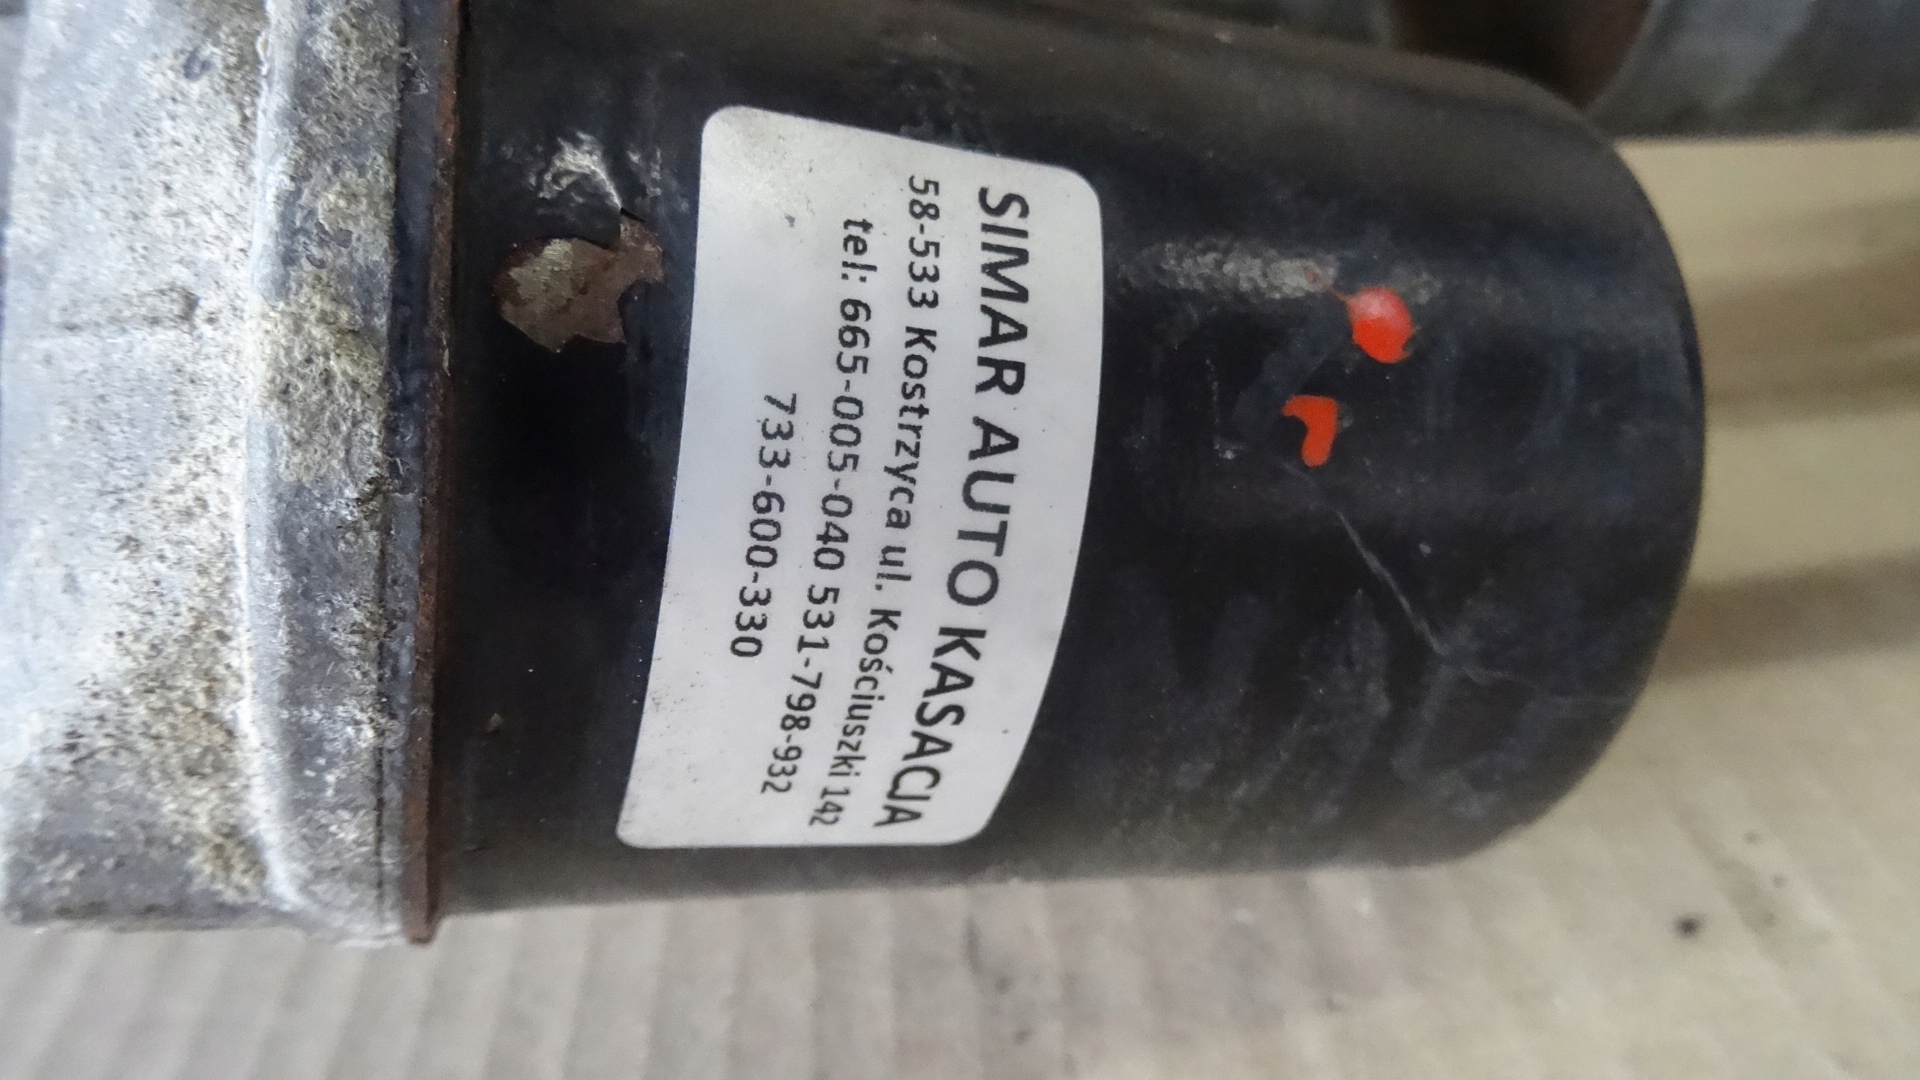 SIMAR AUTO KASACJA
58-533 Kostrzyca ul. Kościuszki 142
tel: 665-005-040 531-798-932
733-600-330